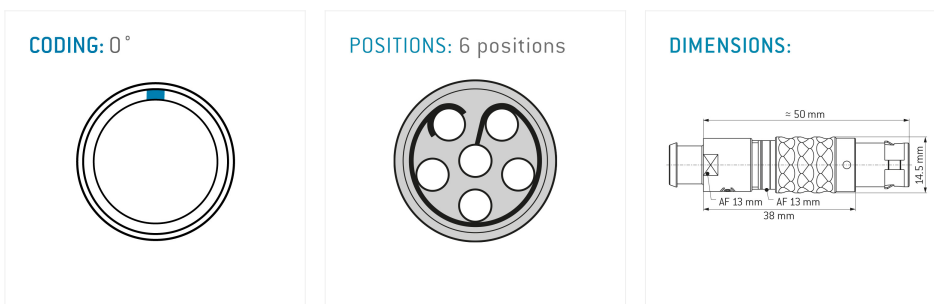 CODING: 0°
POSITIONS: 6 positions
DIMENSIONS:
≈ 50 mm
14.5 mm
AF 13 mm
AF 13 mm
38 mm